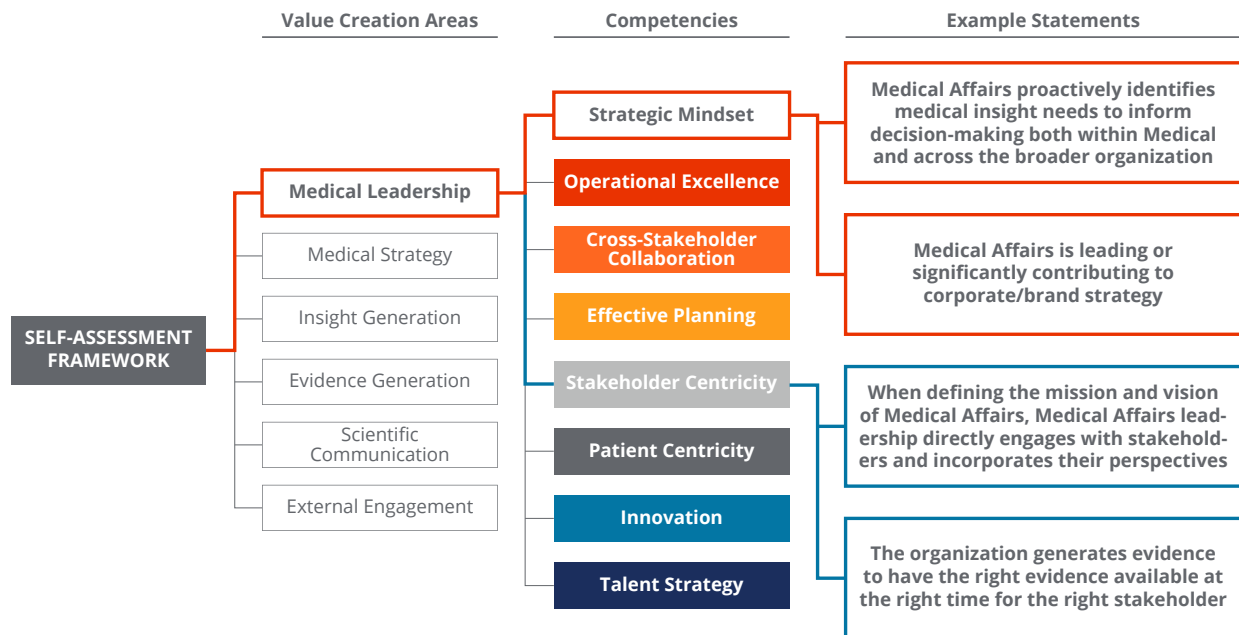 Value Creation Areas
Competencies
Example Statements
SELF-ASSESSMENT
FRAMEWORK
Medical Leadership
Medical Strategy
Insight Generation
Evidence Generation
Scientific
Communication
External Engagement
Strategic Mindset
Operational Excellence
Cross-Stakeholder
Collaboration
Effective Planning
Stakeholder Centricity
Patient Centricity
Innovation
Talent Strategy
Medical Affairs proactively identifies
medical insight needs to inform
decision-making both within Medical
and across the broader organization
Medical Affairs is leading or
significantly contributing to
corporate/brand strategy
When defining the mission and vision
of Medical Affairs, Medical Affairs lead-
ership directly engages with stakehold-
ers and incorporates their perspectives
The organization generates evidence
to have the right evidence available at
the right time for the right stakeholder